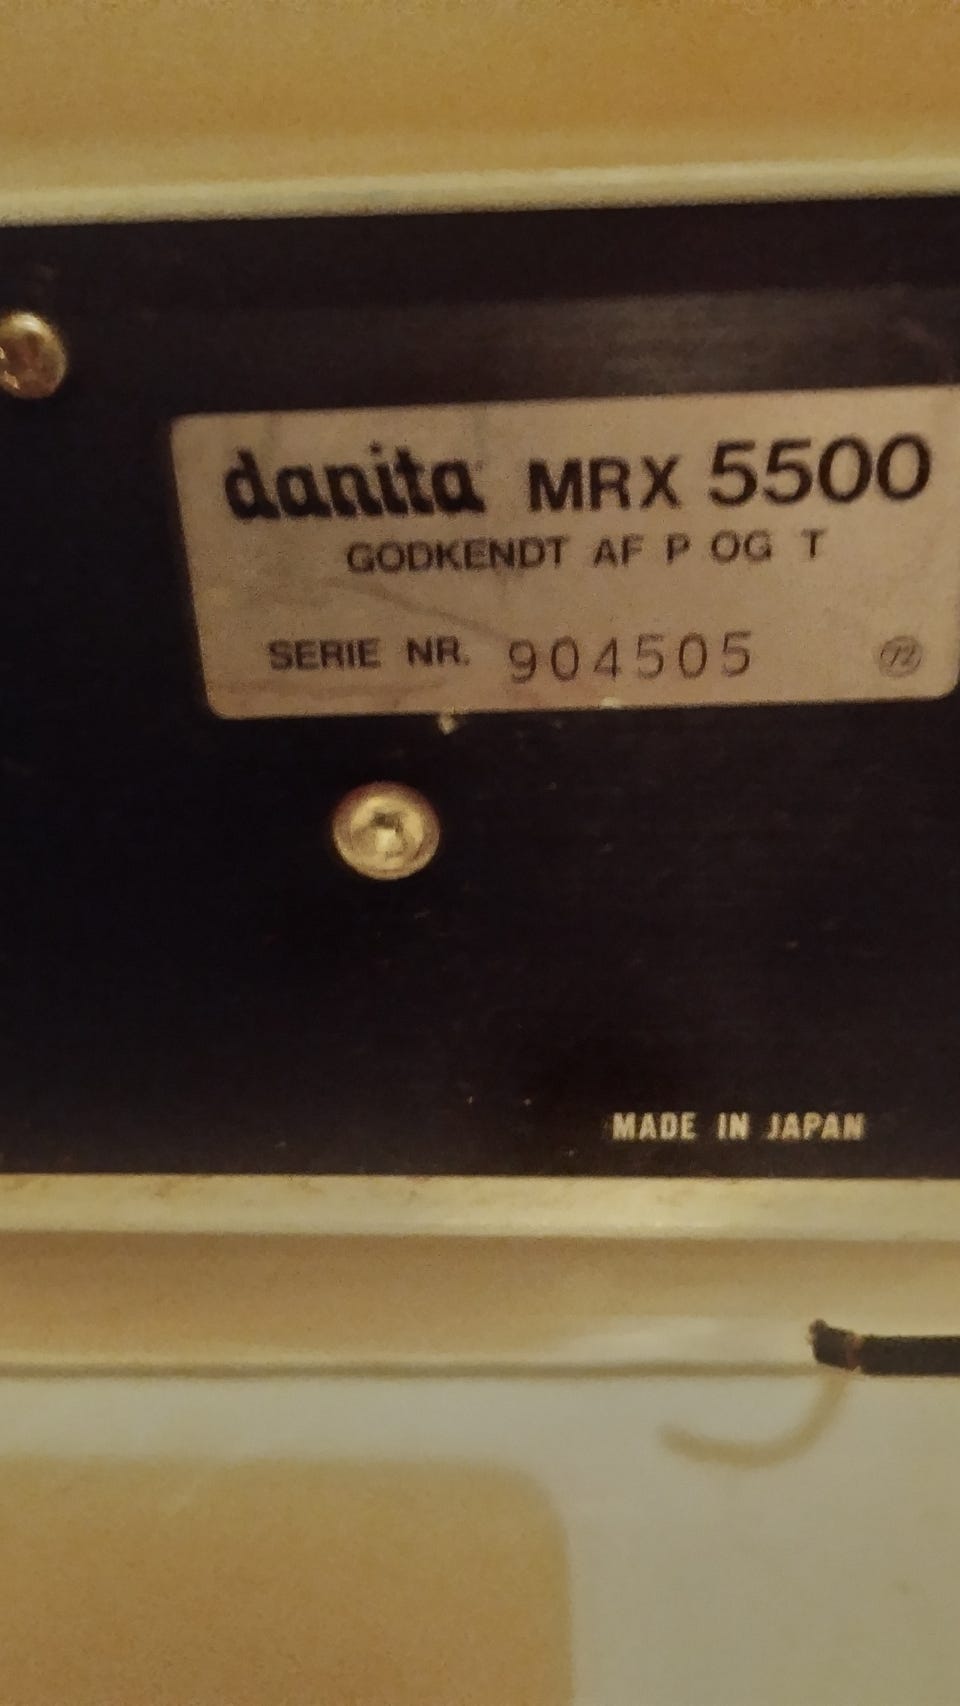 danita MRX 5500
GODKENDT AF P OG T
SERIE NR. 904505
MADE IN JAPAN